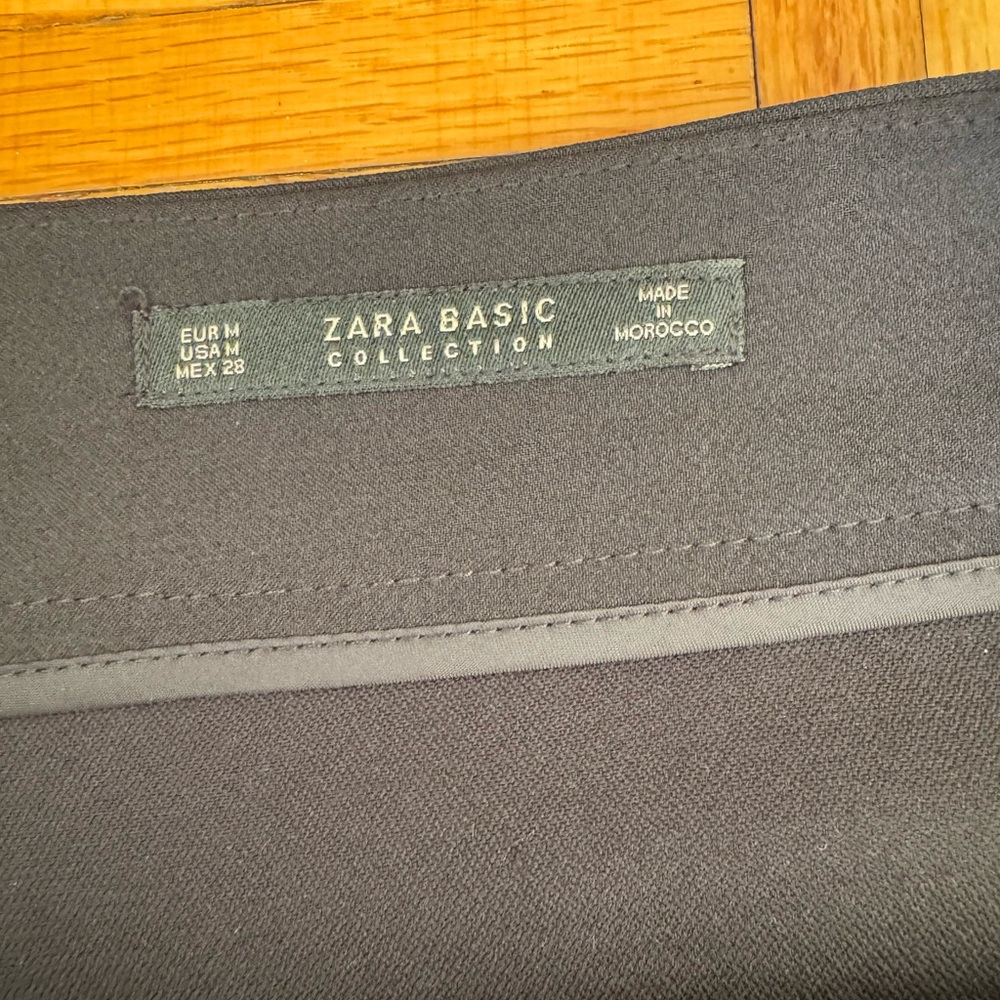 EUR M
USA M
MEX 28
ZARA BASIC
COLLECTION
MADE
IN
MOROCCO